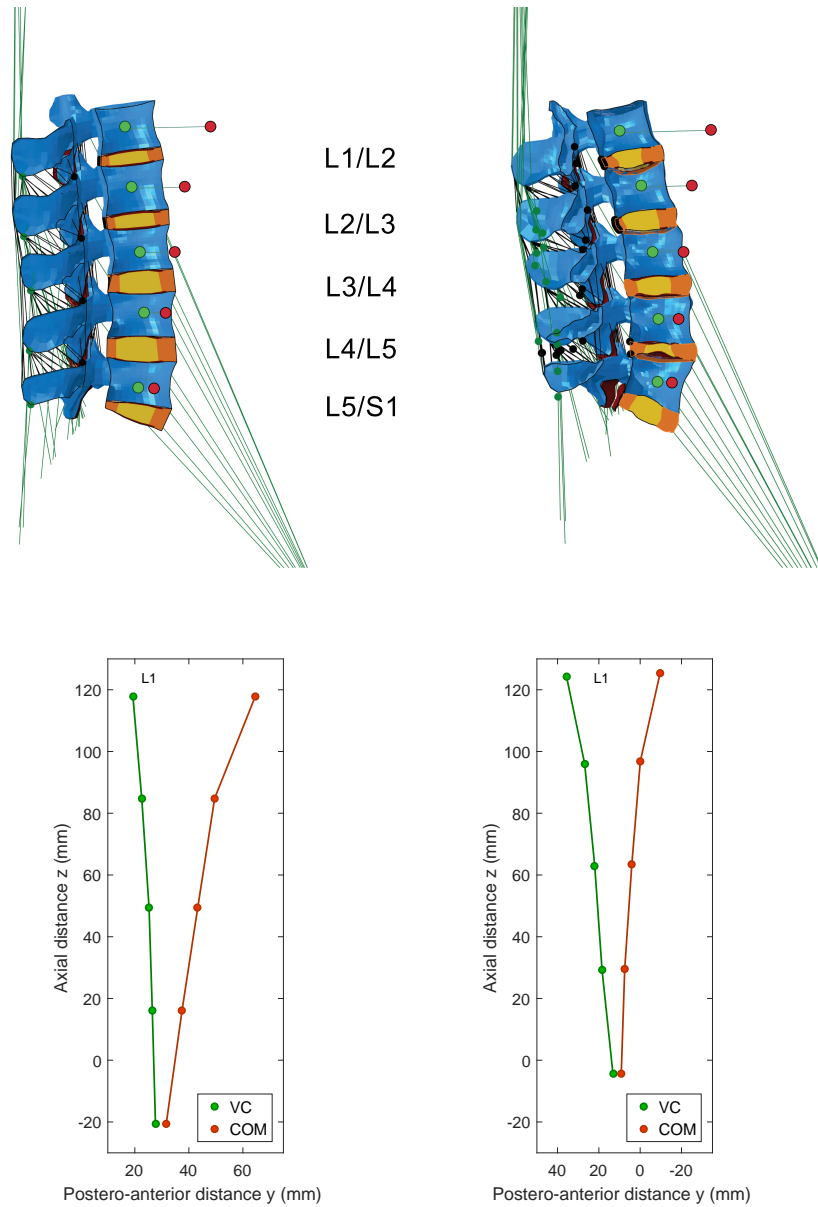 L1/L2
L2/L3
L3/L4
L4/L5
L5/S1
L1
120
100
80
60
40
20
0
-20
Axial distance z (mm)
VC
COM
20 40 60
Postero-anterior distance y (mm)
L1
120
100
80
60
40
20
0
-20
Axial distance z (mm)
VC
COM
40 20 0 -20
Postero-anterior distance y (mm)